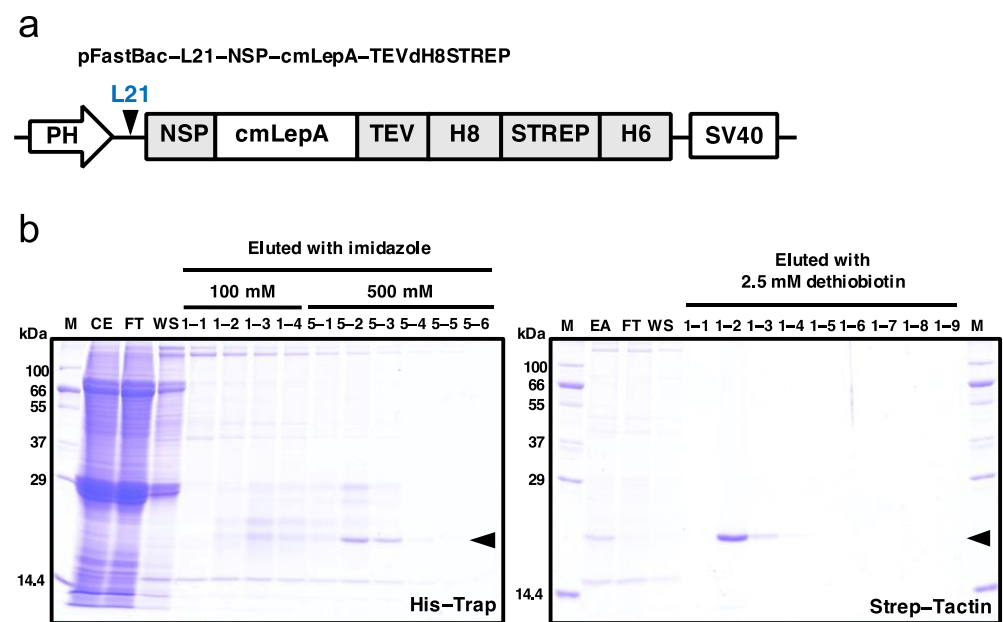 a
pFastBac–L21–NSP–cmLepA–TEVdH8STREP
L21
PH NSP cmLepA TEV H8 STREP H6 SV40
b
Eluted with imidazole
100 mM 500 mM
kDa M CE FT WS 1–1 1–2 1–3 1–4 5–1 5–2 5–3 5–4 5–5 5–6
100
66
55
37
29
14.4
His–Trap
Eluted with
2.5 mM dethiobiotin
kDa M EA FT WS 1–1 1–2 1–3 1–4 1–5 1–6 1–7 1–8 1–9 M
100
66
55
37
29
14.4
Strep–Tactin